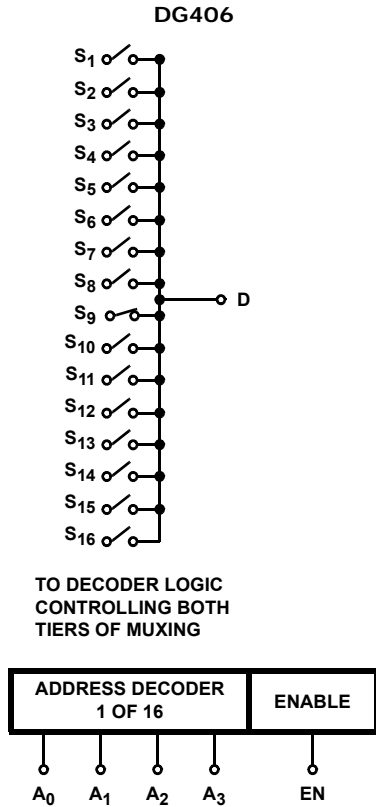 DG406
S1
S2
S3
S4
S5
S6
S7
S8
D
S9
S10
S11
S12
S13
S14
S15
S16
TO DECODER LOGIC
CONTROLLING BOTH
TIERS OF MUXING
ADDRESS DECODER
1 OF 16
ENABLE
A0 A1 A2 A3 EN